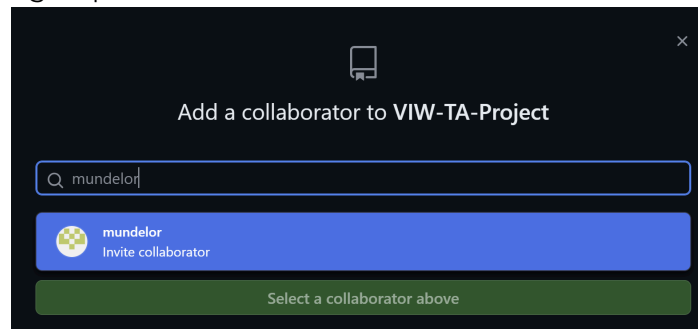 Add a collaborator to VIW-TA-Project
mundelor
mundelor
Invite collaborator
Select a collaborator above